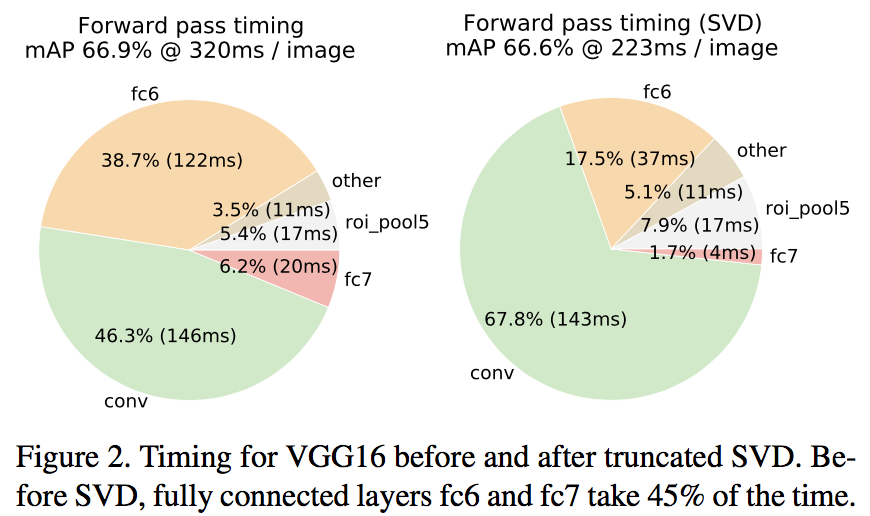 Forward pass timing
mAP 66.9% @ 320ms / image
fc6
38.7% (122ms)
other
3.5% (11ms)
roi_pool5
5.4% (17ms)
6.2% (20ms)
fc7
46.3% (146ms)
conv
Forward pass timing (SVD)
mAP 66.6% @ 223ms / image
fc6
17.5% (37ms)
other
5.1% (11ms)
roi_pool5
7.9% (17ms)
1.7% (4ms)
fc7
67.8% (143ms)
conv
Figure 2. Timing for VGG16 before and after truncated SVD. Be-
fore SVD, fully connected layers fc6 and fc7 take 45% of the time.